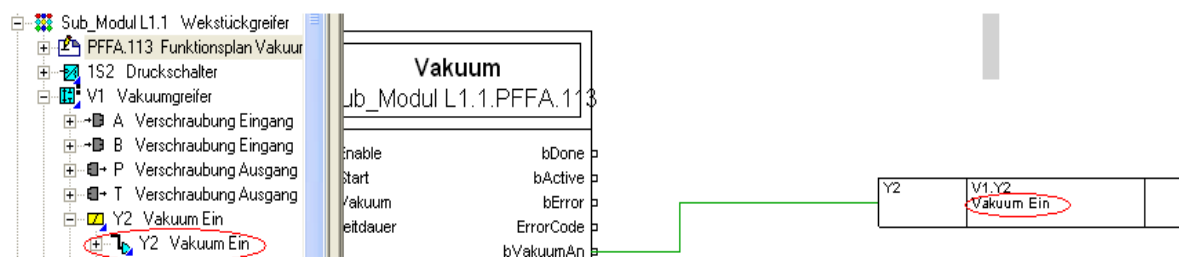 Sub_Modul L1.1 Wekstückgreifer
PFFA.113 Funktionsplan Vakuur
1S2 Druckschalter
V1 Vakuumgreifer
A Verschraubung Eingang
B Verschraubung Eingang
P Verschraubung Ausgang
T Verschraubung Ausgang
Y2 Vakuum Ein
Y2 Vakuum Ein
Vakuum
ub_Modul L1.1.PFFA.113
Enable bDone
Start bActive
Vakuum bError
eitdauer ErrorCode
bVakuumAn
Y2 V1.Y2
Vakuum Ein